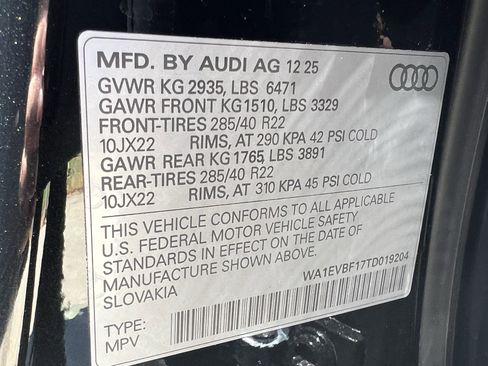 MFD. BY AUDI AG 12 25
GVWR KG 2935, LBS 6471
GAWR FRONT KG1510, LBS 3329
FRONT-TIRES 285/40 R22
10JX22 RIMS, AT 290 KPA 42 PSI COLD
GAWR REAR KG1765, LBS 3891
REAR-TIRES 285/40 R22
10JX22 RIMS, AT 310 KPA 45 PSI COLD
THIS VEHICLE CONFORMS TO ALL APPLICABLE
U.S. FEDERAL MOTOR VEHICLE SAFETY
STANDARDS IN EFFECT ON THE DATE OF
MANUFACTURE SHOWN ABOVE.
SLOVAKIA
WA1EVBF17TD019204
TYPE:
MPV